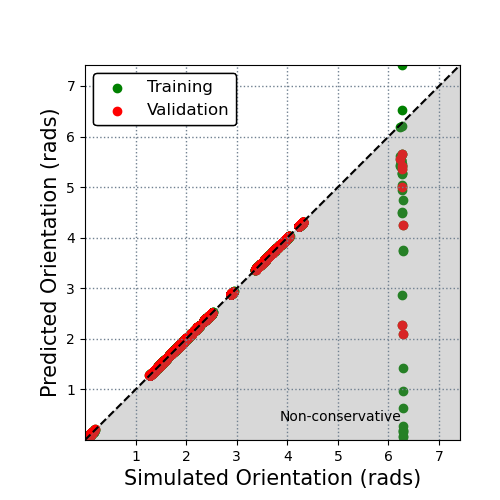 Training
Validation
7
6
5
4
3
2
1
Predicted Orientation (rads)
Non-conservative
1 2 3 4 5 6 7
Simulated Orientation (rads)